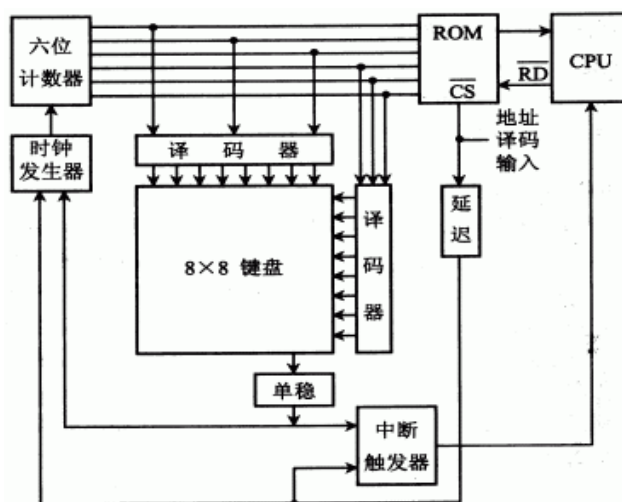 六位
计数器
ROM
CS
RD
CPU
时钟
发生器
地址
译码
输入
译码器
延迟
8×8 键盘
译码器
单稳
中断
触发器